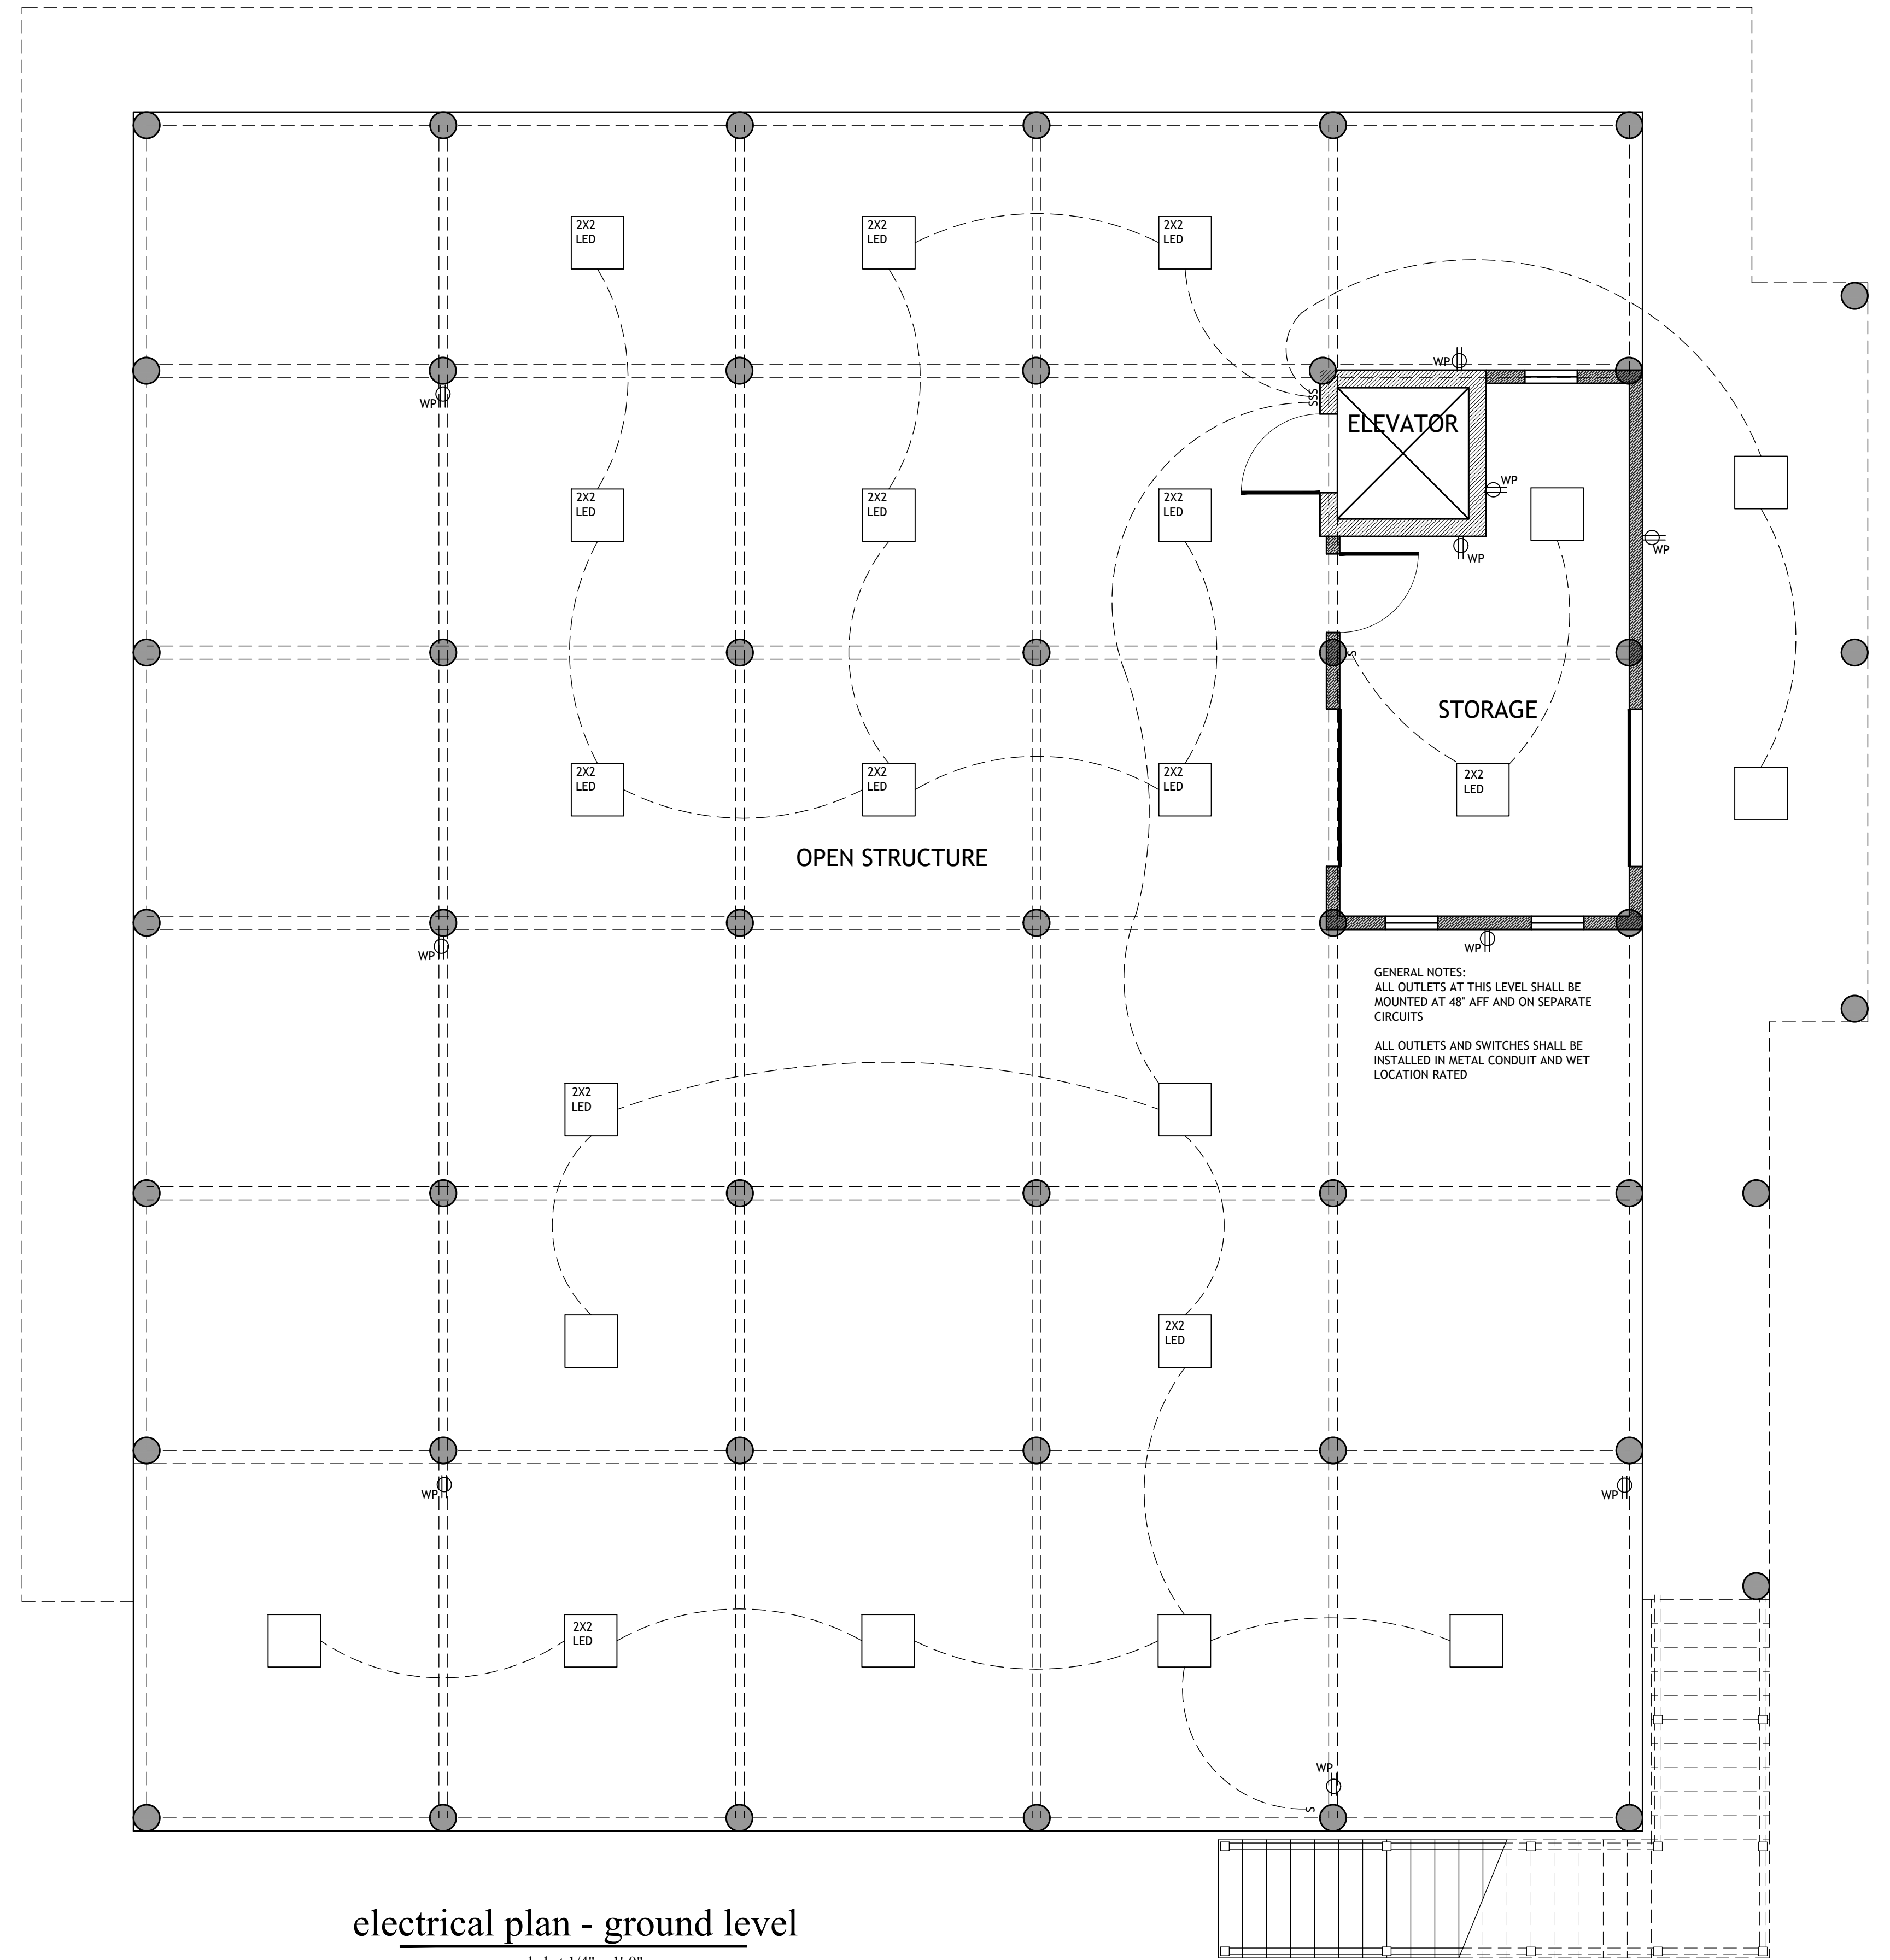 2X2
LED
2X2
LED
2X2
LED
WP
WP
SSS
ELEVATOR
WP
2X2
LED
2X2
LED
2X2
LED
WP
WP
S
STORAGE
2X2
LED
2X2
LED
2X2
LED
2X2
LED
OPEN STRUCTURE
WP
WP
GENERAL NOTES:
ALL OUTLETS AT THIS LEVEL SHALL BE
MOUNTED AT 48" AFF AND ON SEPARATE
CIRCUITS
ALL OUTLETS AND SWITCHES SHALL BE
INSTALLED IN METAL CONDUIT AND WET
LOCATION RATED
2X2
LED
2X2
LED
WP
WP
2X2
LED
WP
S
electrical plan - ground level